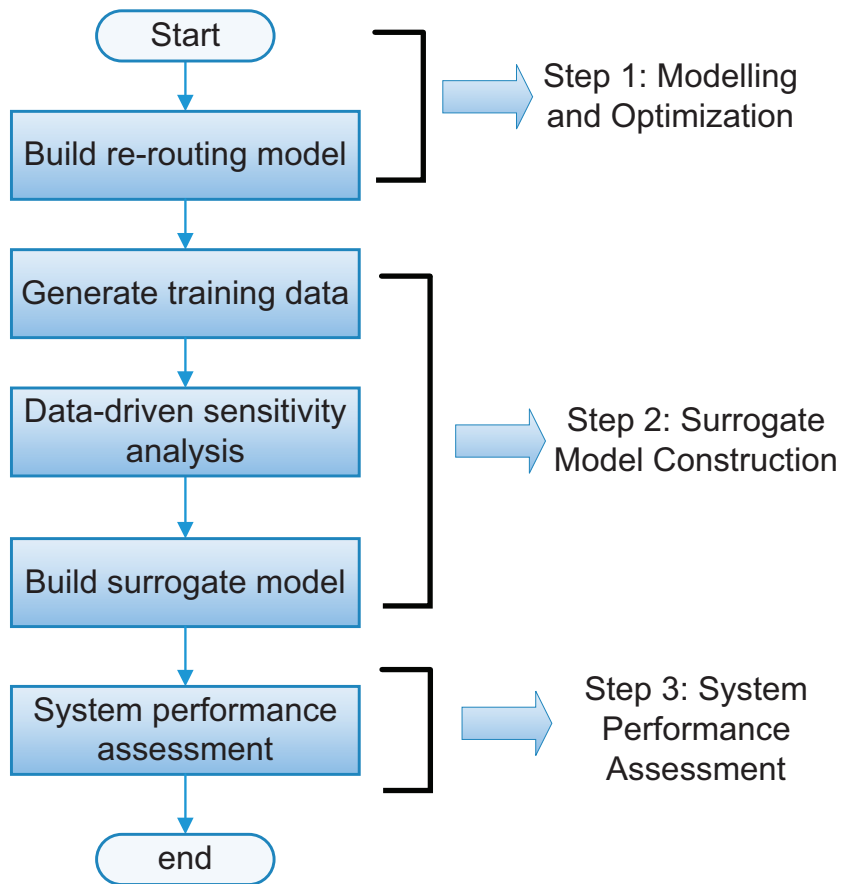 Start
Build re-routing model
Generate training data
Data-driven sensitivity
analysis
Build surrogate model
System performance
assessment
end
Step 1: Modelling
and Optimization
Step 2: Surrogate
Model Construction
Step 3: System
Performance
Assessment